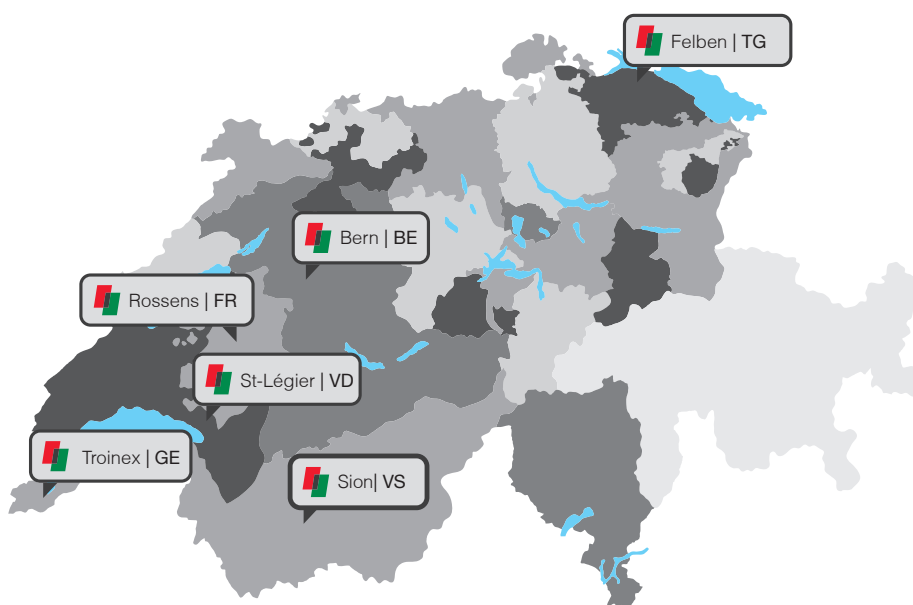 Felben | TG
Bern | BE
Rossens | FR
St-Légier | VD
Troinex | GE
Sion| VS